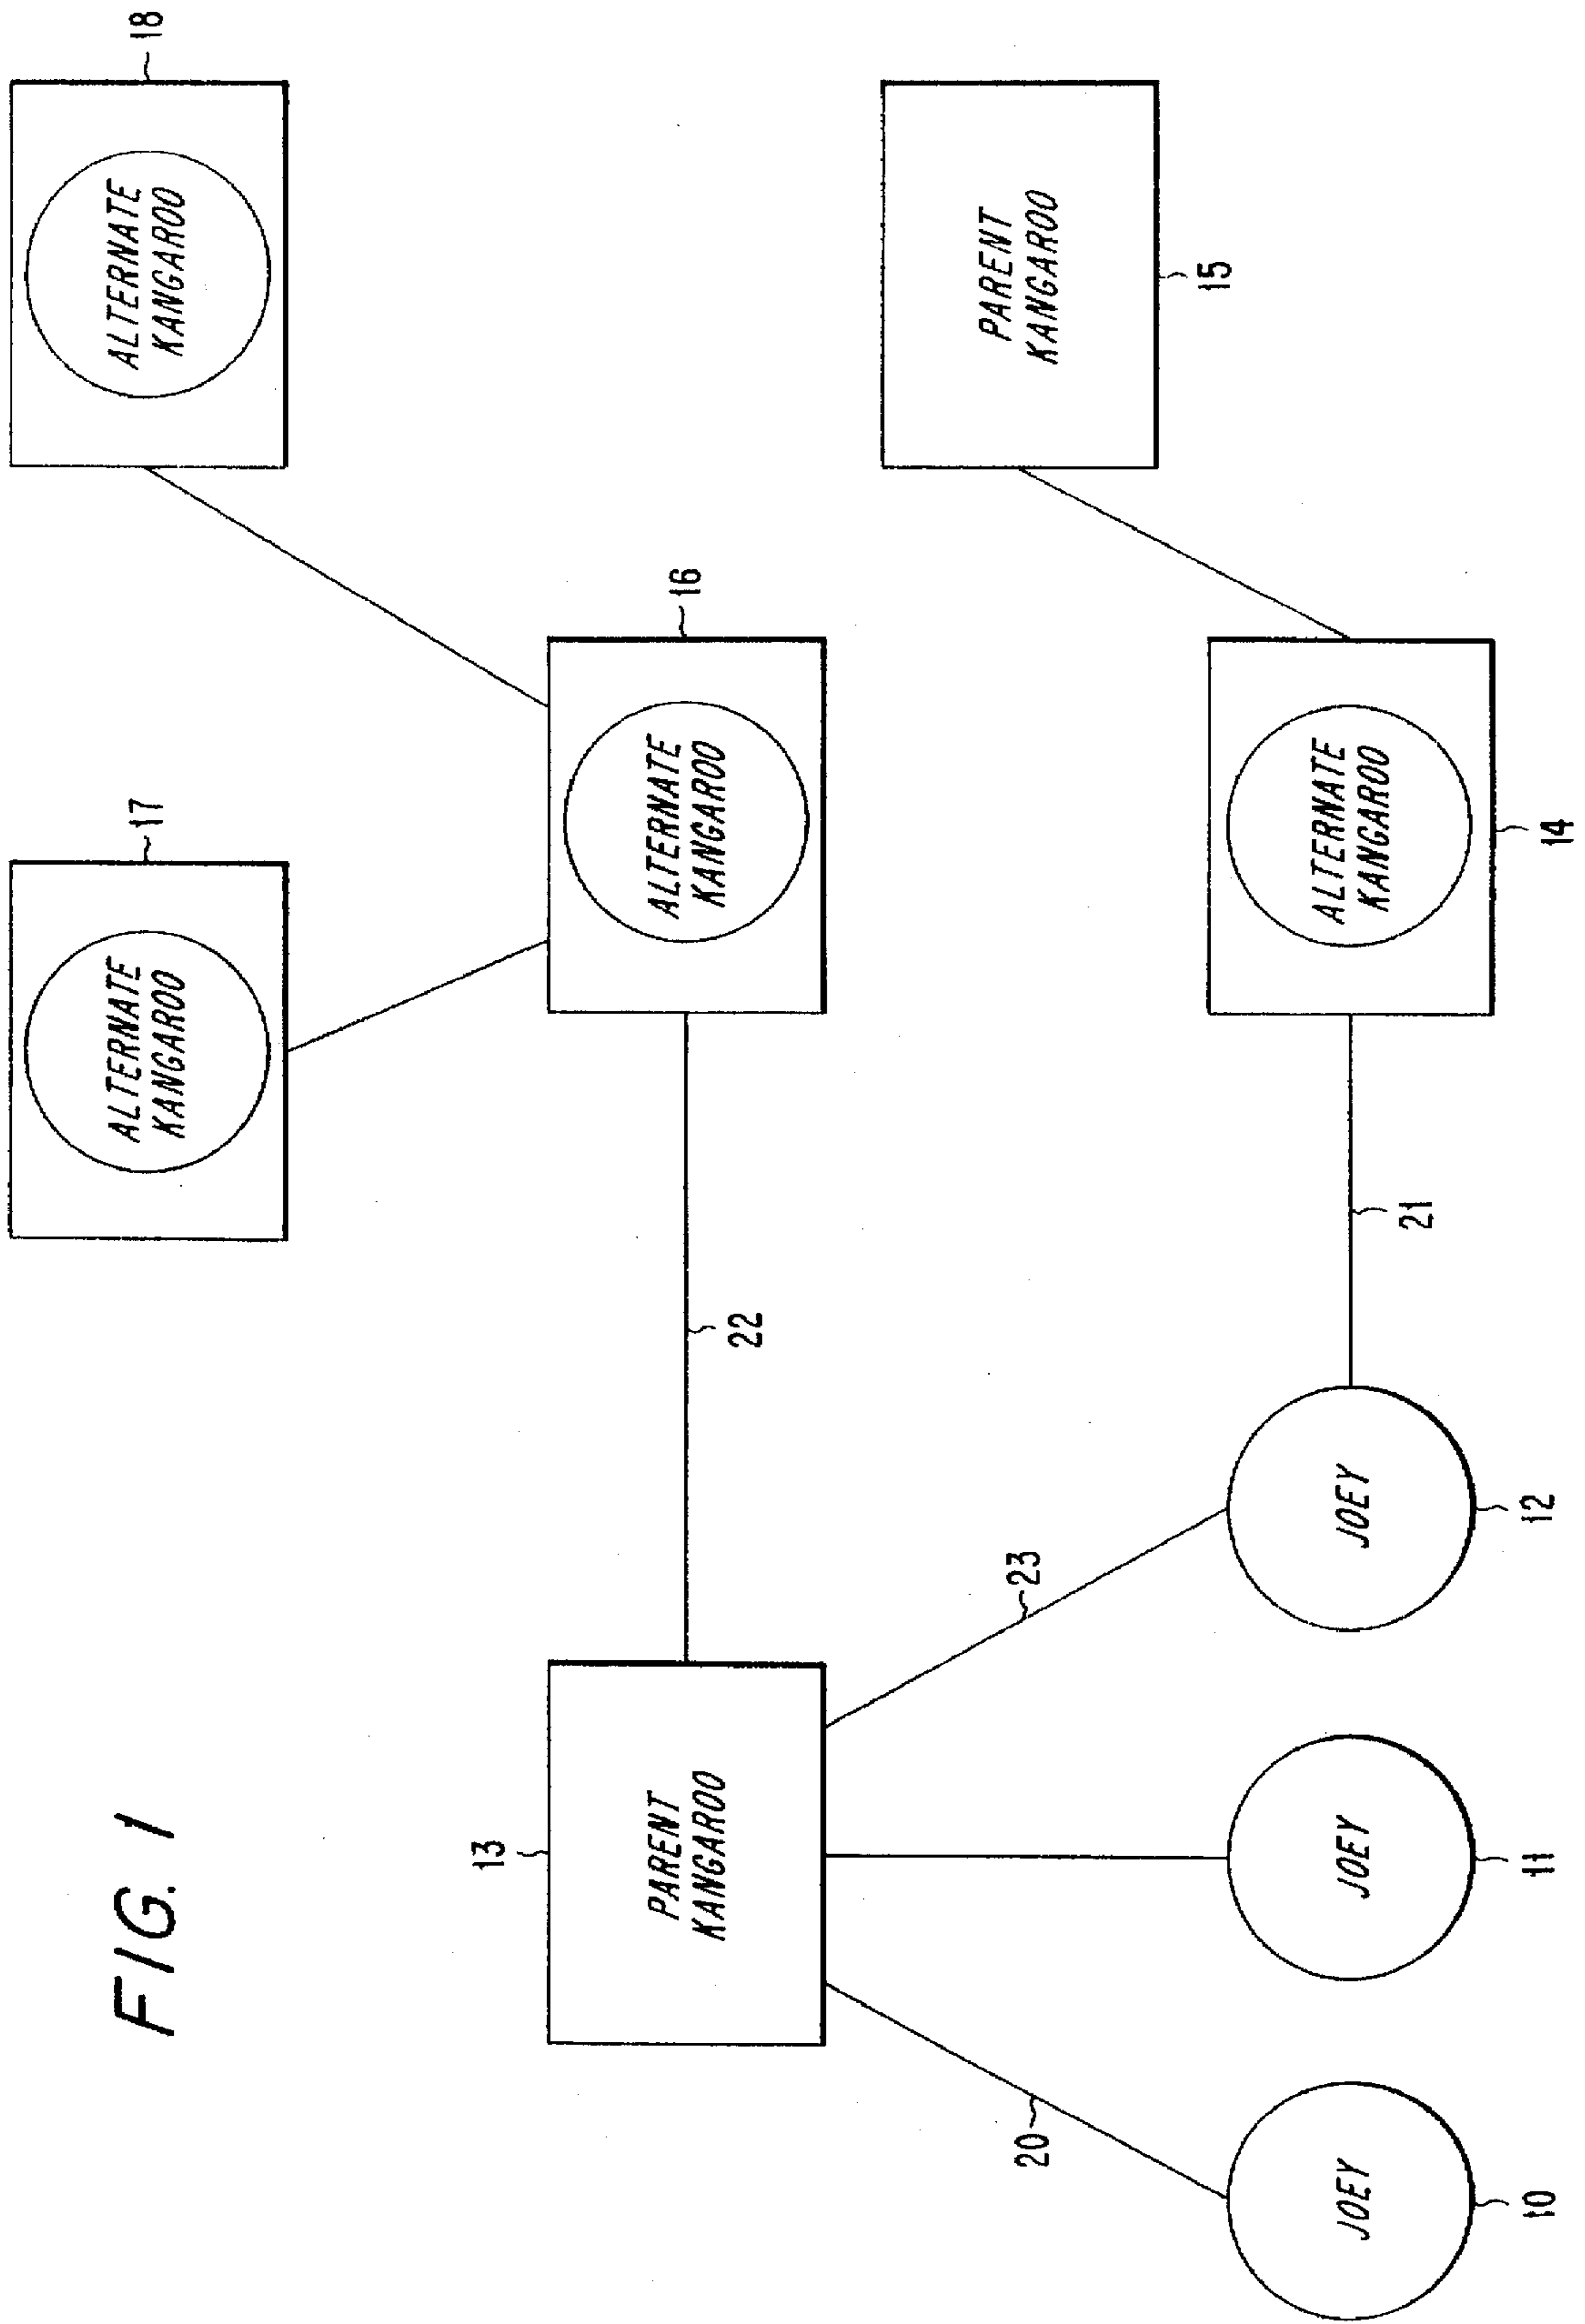 FIG. 1
17
ALTERNATE
KANGAROO
18
ALTERNATE
KANGAROO
13
PARENT
KANGAROO
22
16
ALTERNATE
KANGAROO
PARENT
KANGAROO
15
20
23
JOEY
10
JOEY
11
JOEY
12
21
ALTERNATE
KANGAROO
14